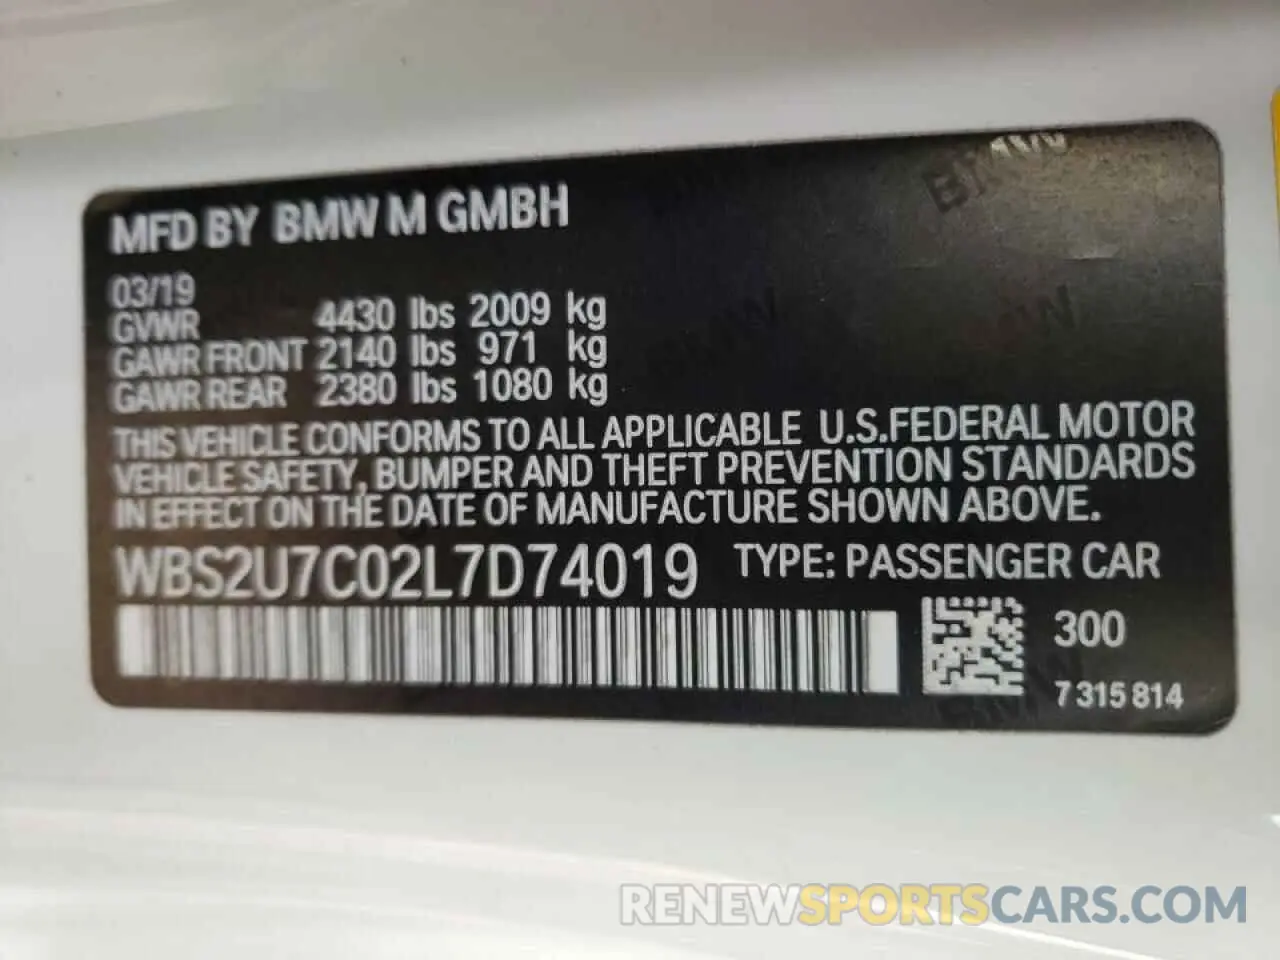 BMW
MFD BY BMW M GMBH
03/19
GVWR 4430 lbs 2009 kg
GAWR FRONT 2140 lbs 971 kg
GAWR REAR 2380 lbs 1080 kg
THIS VEHICLE CONFORMS TO ALL APPLICABLE U.S.FEDERAL MOTOR
VEHICLE SAFETY, BUMPER AND THEFT PREVENTION STANDARDS
IN EFFECT ON THE DATE OF MANUFACTURE SHOWN ABOVE.
WBS2U7C02L7D74019 TYPE: PASSENGER CAR
300
7 315 814
RENEWSPORTSCARS.COM